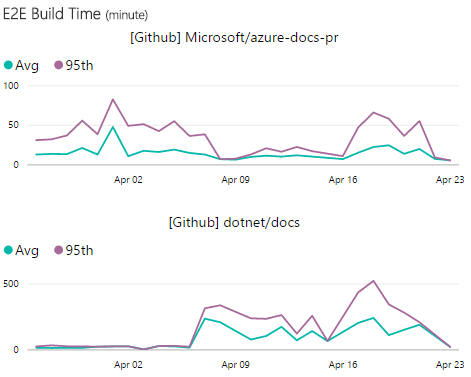 E2E Build Time (minute)
[Github] Microsoft/azure-docs-pr
Avg 95th
100
50
0
Apr 02 Apr 09 Apr 16 Apr 23
[Github] dotnet/docs
Avg 95th
500
0
Apr 02 Apr 09 Apr 16 Apr 23